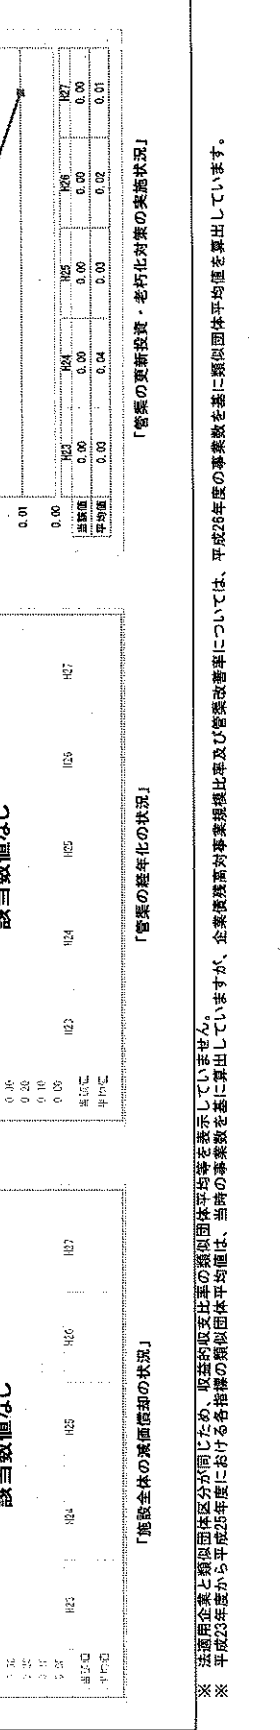 該当数値なし
H23 H24 H25 H26 H27
当該値
平均値
「施設全体の減価償却の状況」
該当数値なし
0.20
0.10
0.00
H23 H24 H25 H26 H27
当該値
平均値
「管渠の経年化の状況」
0.01
0.00
H23 H24 H25 H26 H27
当該値 0.00 0.00 0.00 0.00 0.00
平均値 0.03 0.04 0.03 0.02 0.01
「管渠の更新投資・老朽化対策の実施状況」
※ 法適用企業と類似団体区分が同じため、収益的収支比率の類似団体平均等を表示していません。
※ 平成23年度から平成25年度における各指標の類似団体平均値は、当時の事業数を基に算出していますが、企業債残高対事業規模比率及び管渠改善率については、平成26年度の事業数を基に類似団体平均値を算出しています。